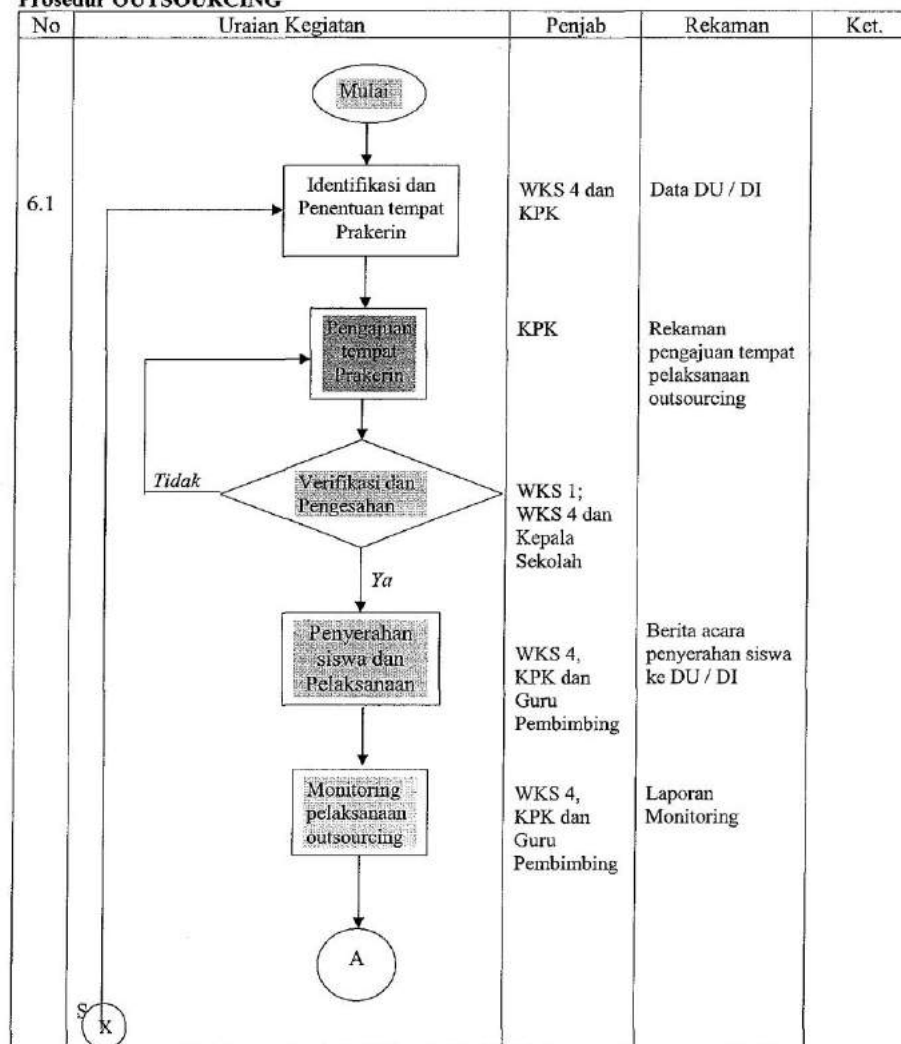 Prosedur OUTSOURCING
No Uraian Kegiatan Penjab Rekaman Ket.
Mulai
6.1
Identifikasi dan
Penentuan tempat
Prakerin
WKS 4 dan
KPK
Data DU / DI
Pengajuan
tempat
Prakerin
KPK
Rekaman
pengajuan tempat
pelaksanaan
outsourcing
Tidak
Verifikasi dan
Pengesahan
WKS 1;
WKS 4 dan
Kepala
Sekolah
Ya
Penyerahan
siswa dan
Pelaksanaan
WKS 4,
KPK dan
Guru
Pembimbing
Berita acara
penyerahan siswa
ke DU / DI
Monitoring
pelaksanaan
outsourcing
WKS 4,
KPK dan
Guru
Pembimbing
Laporan
Monitoring
A
S
X